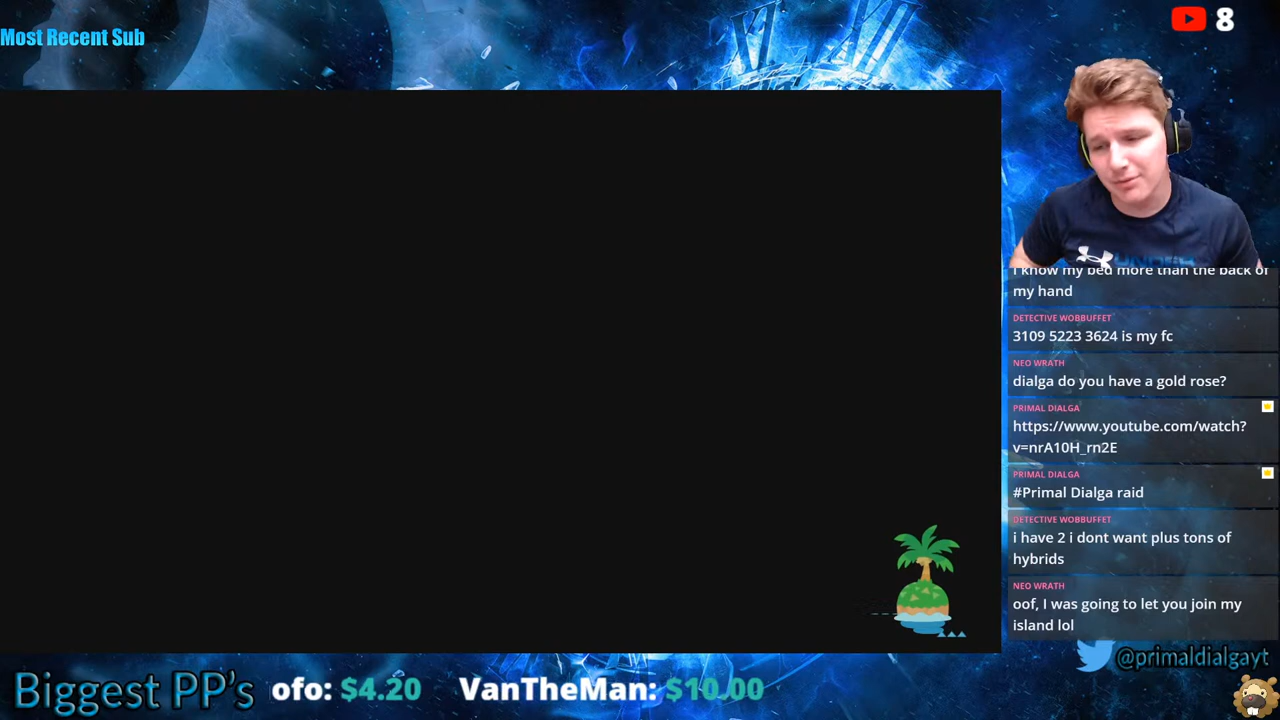 Most Recent Sub
8
I know my bed more than the back of
my hand
DETECTIVE WOBBUFFET
3109 5223 3624 is my fc
NEO WRATH
dialga do you have a gold rose?
PRIMAL DIALGA
https://www.youtube.com/watch?
v=nrA10H_rn2E
PRIMAL DIALGA
#Primal Dialga raid
DETECTIVE WOBBUFFET
i have 2 i dont want plus tons of
hybrids
NEO WRATH
oof, I was going to let you join my
island lol
@primaldialgayt
Biggest PP's ofo: $4.20 VanTheMan: $10.00